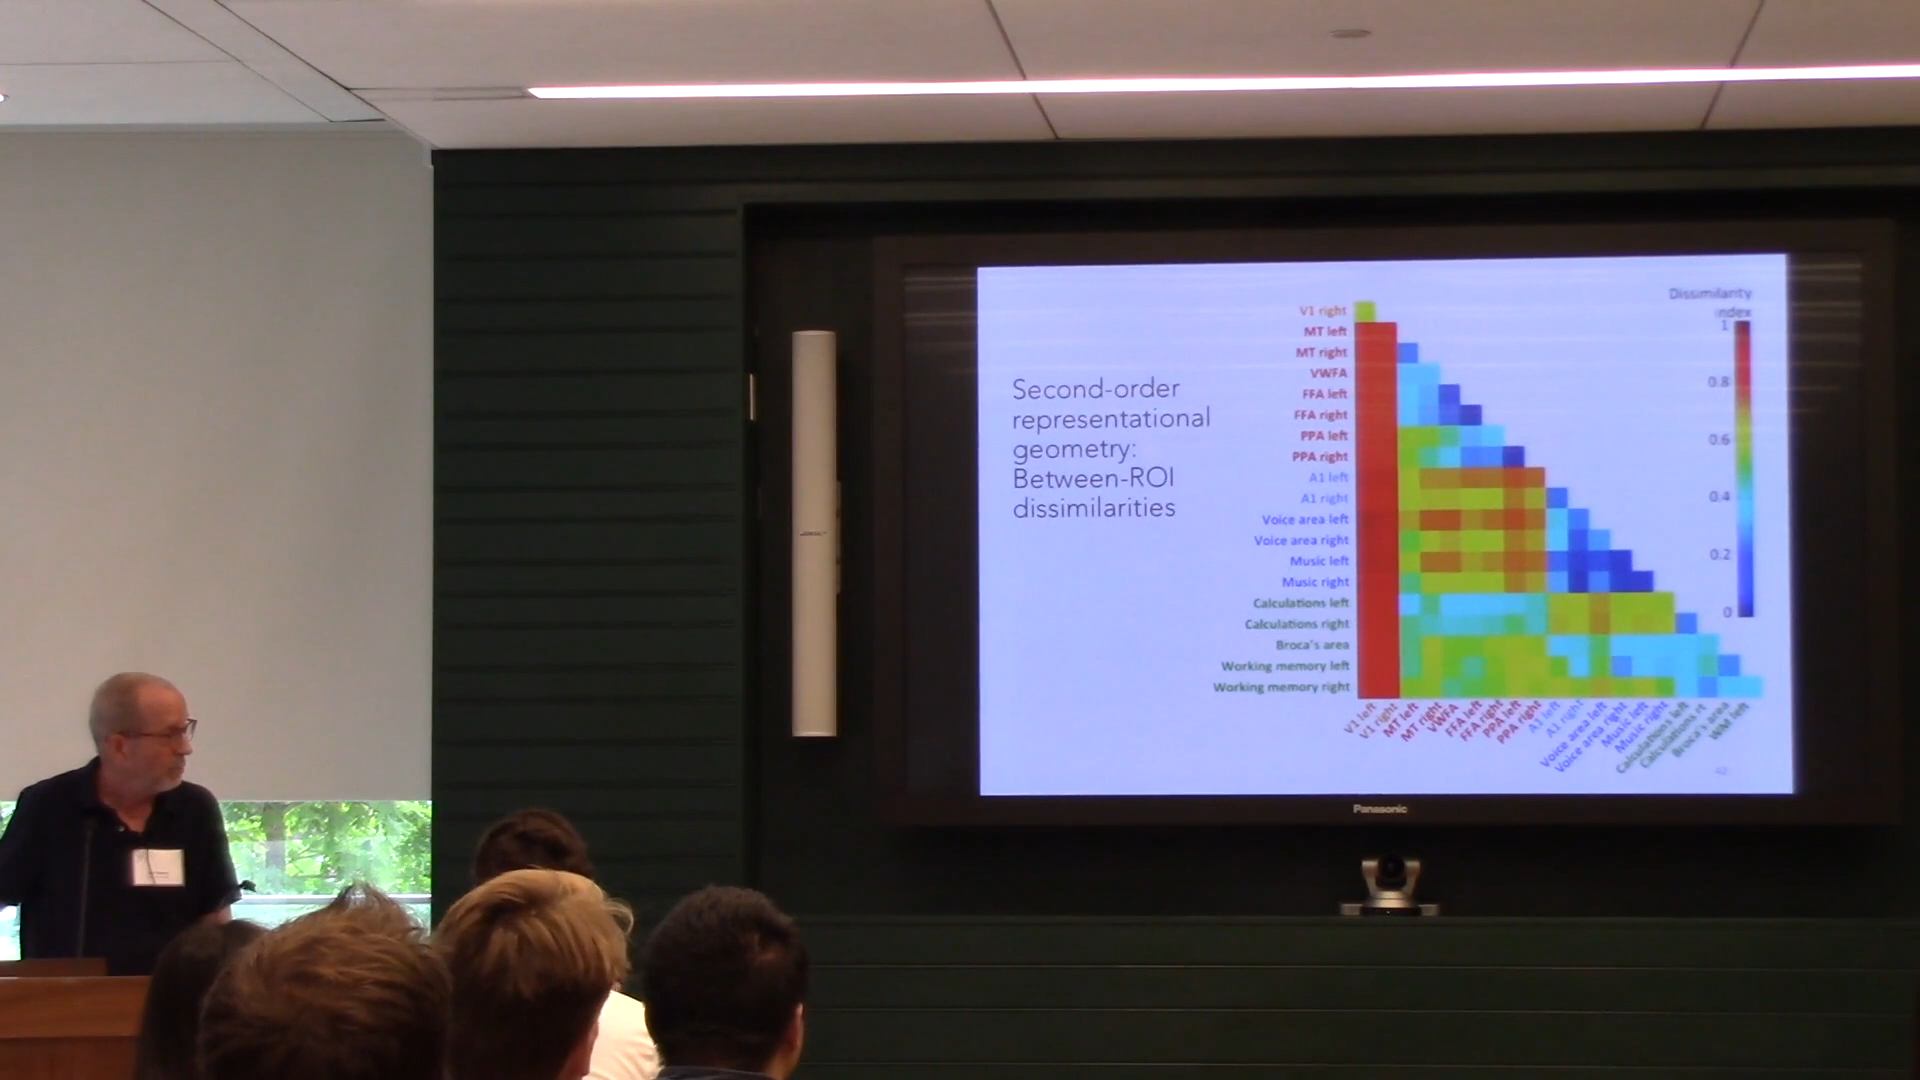 Second-order
representational
geometry:
Between-ROI
dissimilarities
Dissimilarity
index
1
0.8
0.6
0.4
0.2
0
V1 right
MT left
MT right
VWFA
FFA left
FFA right
PPA left
PPA right
A1 left
A1 right
Voice area left
Voice area right
Music left
Music right
Calculations left
Calculations right
Broca's area
Working memory left
Working memory right
V1 left
V1 right
MT left
MT right
VWFA
FFA left
FFA right
PPA left
PPA right
A1 left
A1 right
Voice area left
Voice area right
Music left
Music right
Calculations left
Calculations rt
Broca's area
WM left
42
Panasonic